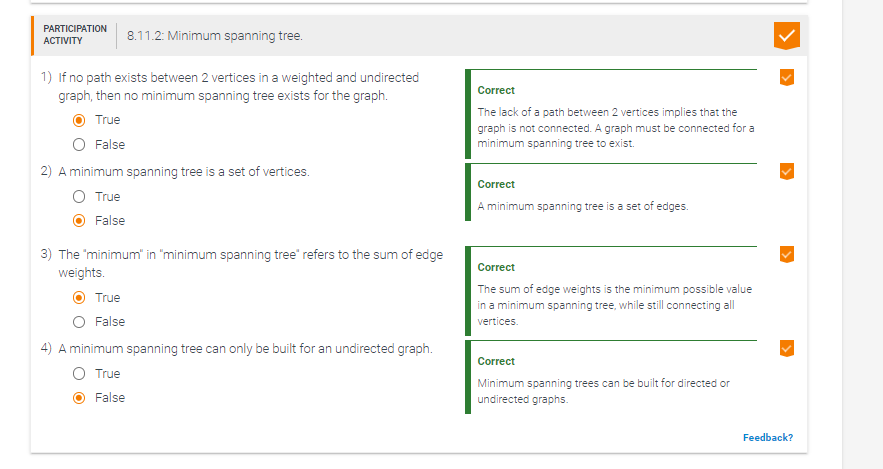 PARTICIPATION
ACTIVITY
8.11.2: Minimum spanning tree.
1) If no path exists between 2 vertices in a weighted and undirected
graph, then no minimum spanning tree exists for the graph.
True
False
Correct
The lack of a path between 2 vertices implies that the
graph is not connected. A graph must be connected for a
minimum spanning tree to exist.
2) A minimum spanning tree is a set of vertices.
True
False
Correct
A minimum spanning tree is a set of edges.
3) The "minimum" in "minimum spanning tree" refers to the sum of edge
weights.
True
False
Correct
The sum of edge weights is the minimum possible value
in a minimum spanning tree, while still connecting all
vertices.
4) A minimum spanning tree can only be built for an undirected graph.
True
False
Correct
Minimum spanning trees can be built for directed or
undirected graphs.
Feedback?